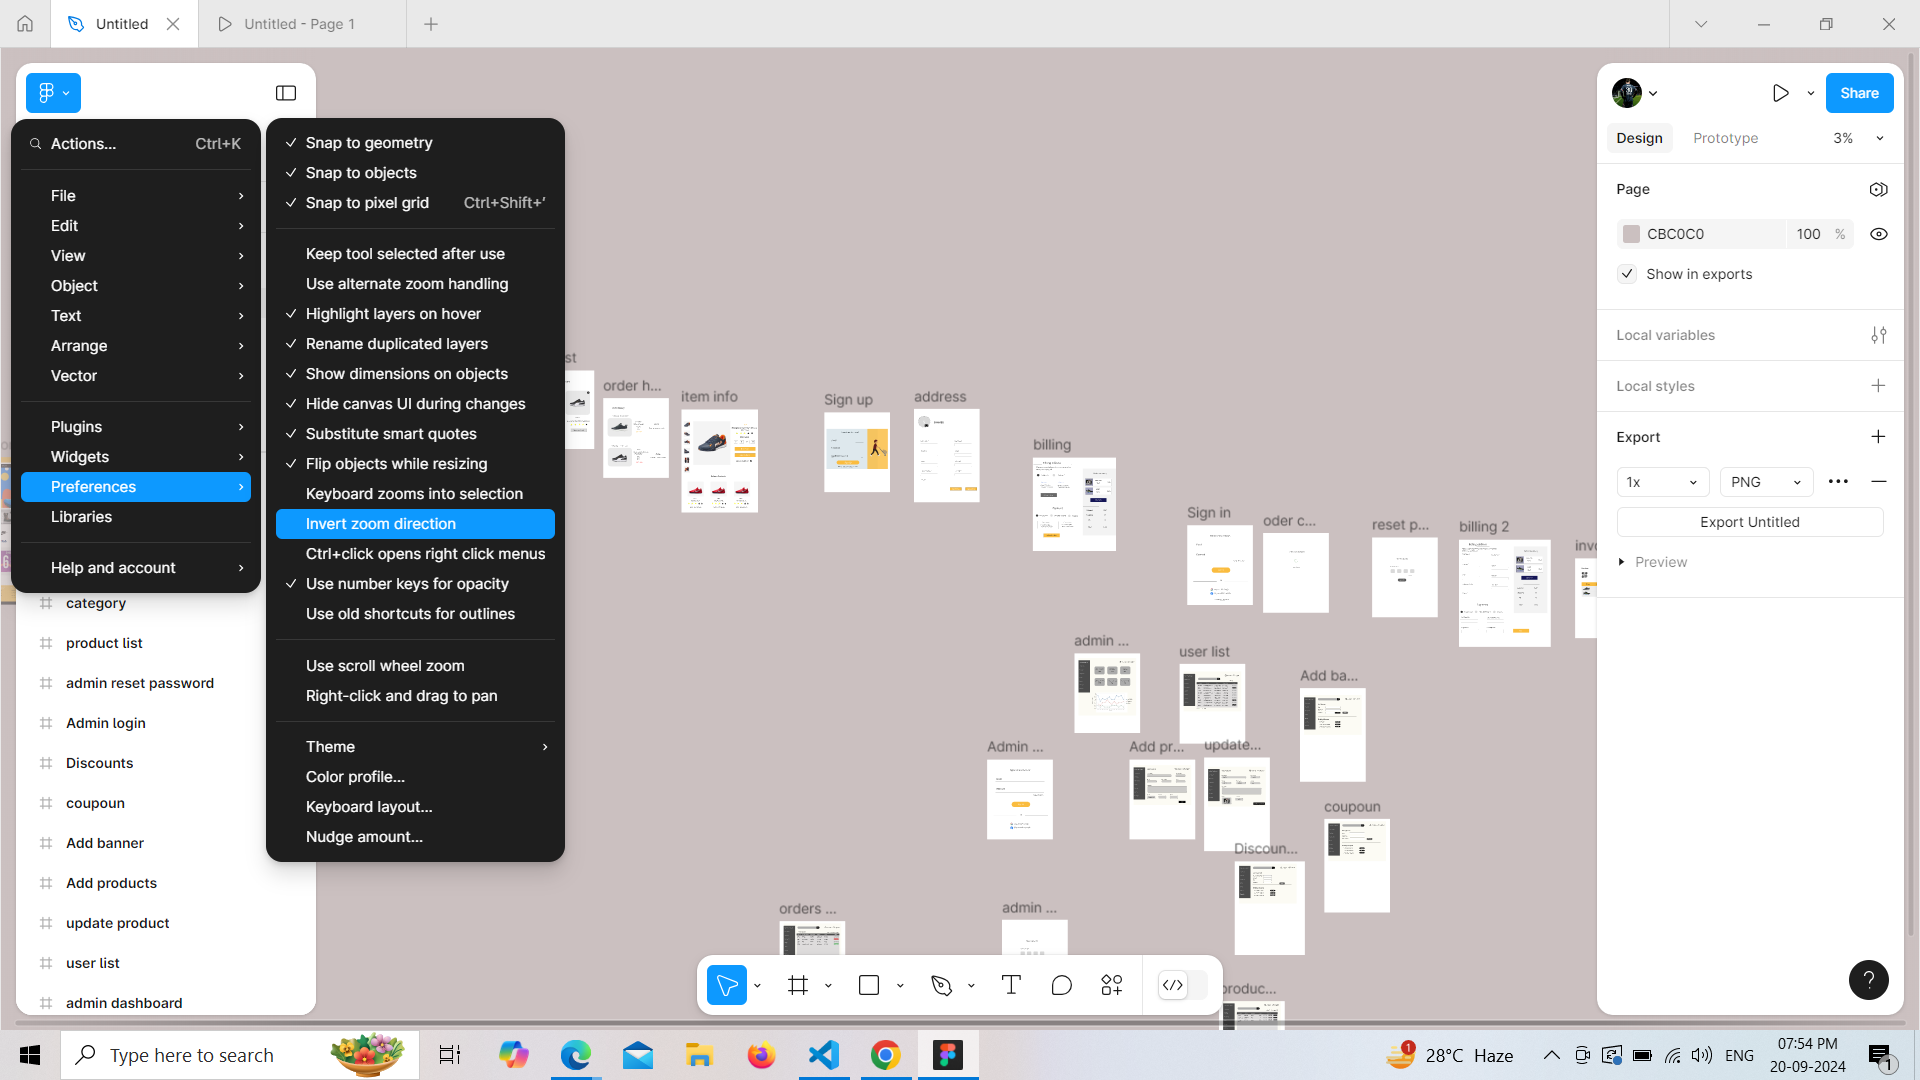 Untitled
Untitled - Page 1
Actions... Ctrl+K
File
Edit
View
Object
Text
Arrange
Vector
Plugins
Widgets
Preferences
Libraries
Help and account
Snap to geometry
Snap to objects
Snap to pixel grid Ctrl+Shift+'
Keep tool selected after use
Use alternate zoom handling
Highlight layers on hover
Rename duplicated layers
Show dimensions on objects
Hide canvas UI during changes
Substitute smart quotes
Flip objects while resizing
Keyboard zooms into selection
Invert zoom direction
Ctrl+click opens right click menus
Use number keys for opacity
Use old shortcuts for outlines
Use scroll wheel zoom
Right-click and drag to pan
Theme
Color profile...
Keyboard layout...
Nudge amount...
category
product list
admin reset password
Admin login
Discounts
coupoun
Add banner
Add products
update product
user list
admin dashboard
st
order h...
item info
Sign up
address
billing
Sign in
oder c...
reset p...
billing 2
invo
admin ...
user list
Add ba...
Admin ...
Add pr...
update...
coupoun
Discoun...
orders ...
admin ...
produc...
Share
Design Prototype 3%
Page
CBC0C0 100 %
Show in exports
Local variables
Local styles
Export
1x PNG
Export Untitled
Preview
?
Type here to search
1
28°C Haze
ENG
07:54 PM
20-09-2024
1